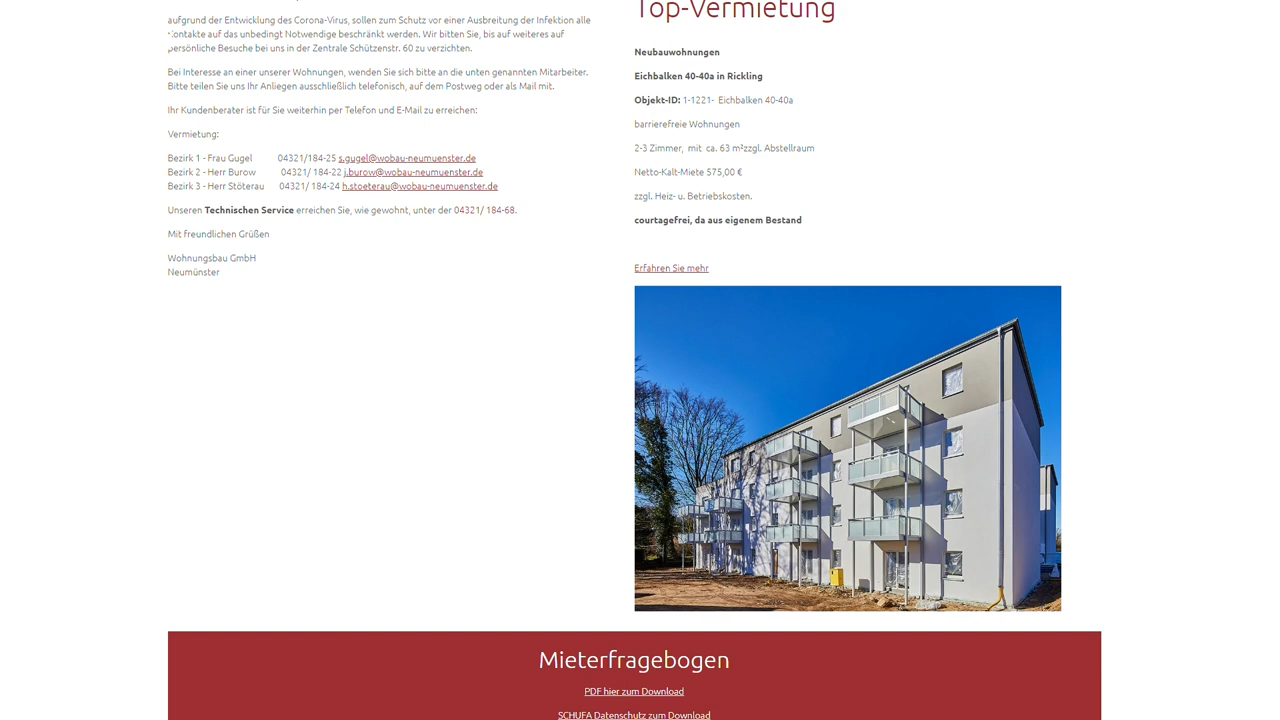 aufgrund der Entwicklung des Corona-Virus, sollen zum Schutz vor einer Ausbreitung der Infektion alle
Kontakte auf das unbedingt Notwendige beschränkt werden. Wir bitten Sie, bis auf weiteres auf
persönliche Besuche bei uns in der Zentrale Schützenstr. 60 zu verzichten.
Bei Interesse an einer unserer Wohnungen, wenden Sie sich bitte an die unten genannten Mitarbeiter.
Bitte teilen Sie uns Ihr Anliegen ausschließlich telefonisch, auf dem Postweg oder als Mail mit.
Ihr Kundenberater ist für Sie weiterhin per Telefon und E-Mail zu erreichen:
Vermietung:
Bezirk 1 - Frau Gugel 04321/184-25 s.gugel@wobau-neumuenster.de
Bezirk 2 - Herr Burow 04321/ 184-22 j.burow@wobau-neumuenster.de
Bezirk 3 - Herr Stöterau 04321/ 184-24 h.stoeterau@wobau-neumuenster.de
Unseren Technischen Service erreichen Sie, wie gewohnt, unter der 04321/ 184-68.
Mit freundlichen Grüßen
Wohnungsbau GmbH
Neumünster
Top-Vermietung
Neubauwohnungen
Eichbalken 40-40a in Rickling
Objekt-ID: 1-1221- Eichbalken 40-40a
barrierefreie Wohnungen
2-3 Zimmer, mit ca. 63 m²zzgl. Abstellraum
Netto-Kalt-Miete 575,00 €
zzgl. Heiz- u. Betriebskosten.
courtagefrei, da aus eigenem Bestand
Erfahren Sie mehr
Mieterfragebogen
PDF hier zum Download
SCHUFA Datenschutz zum Download